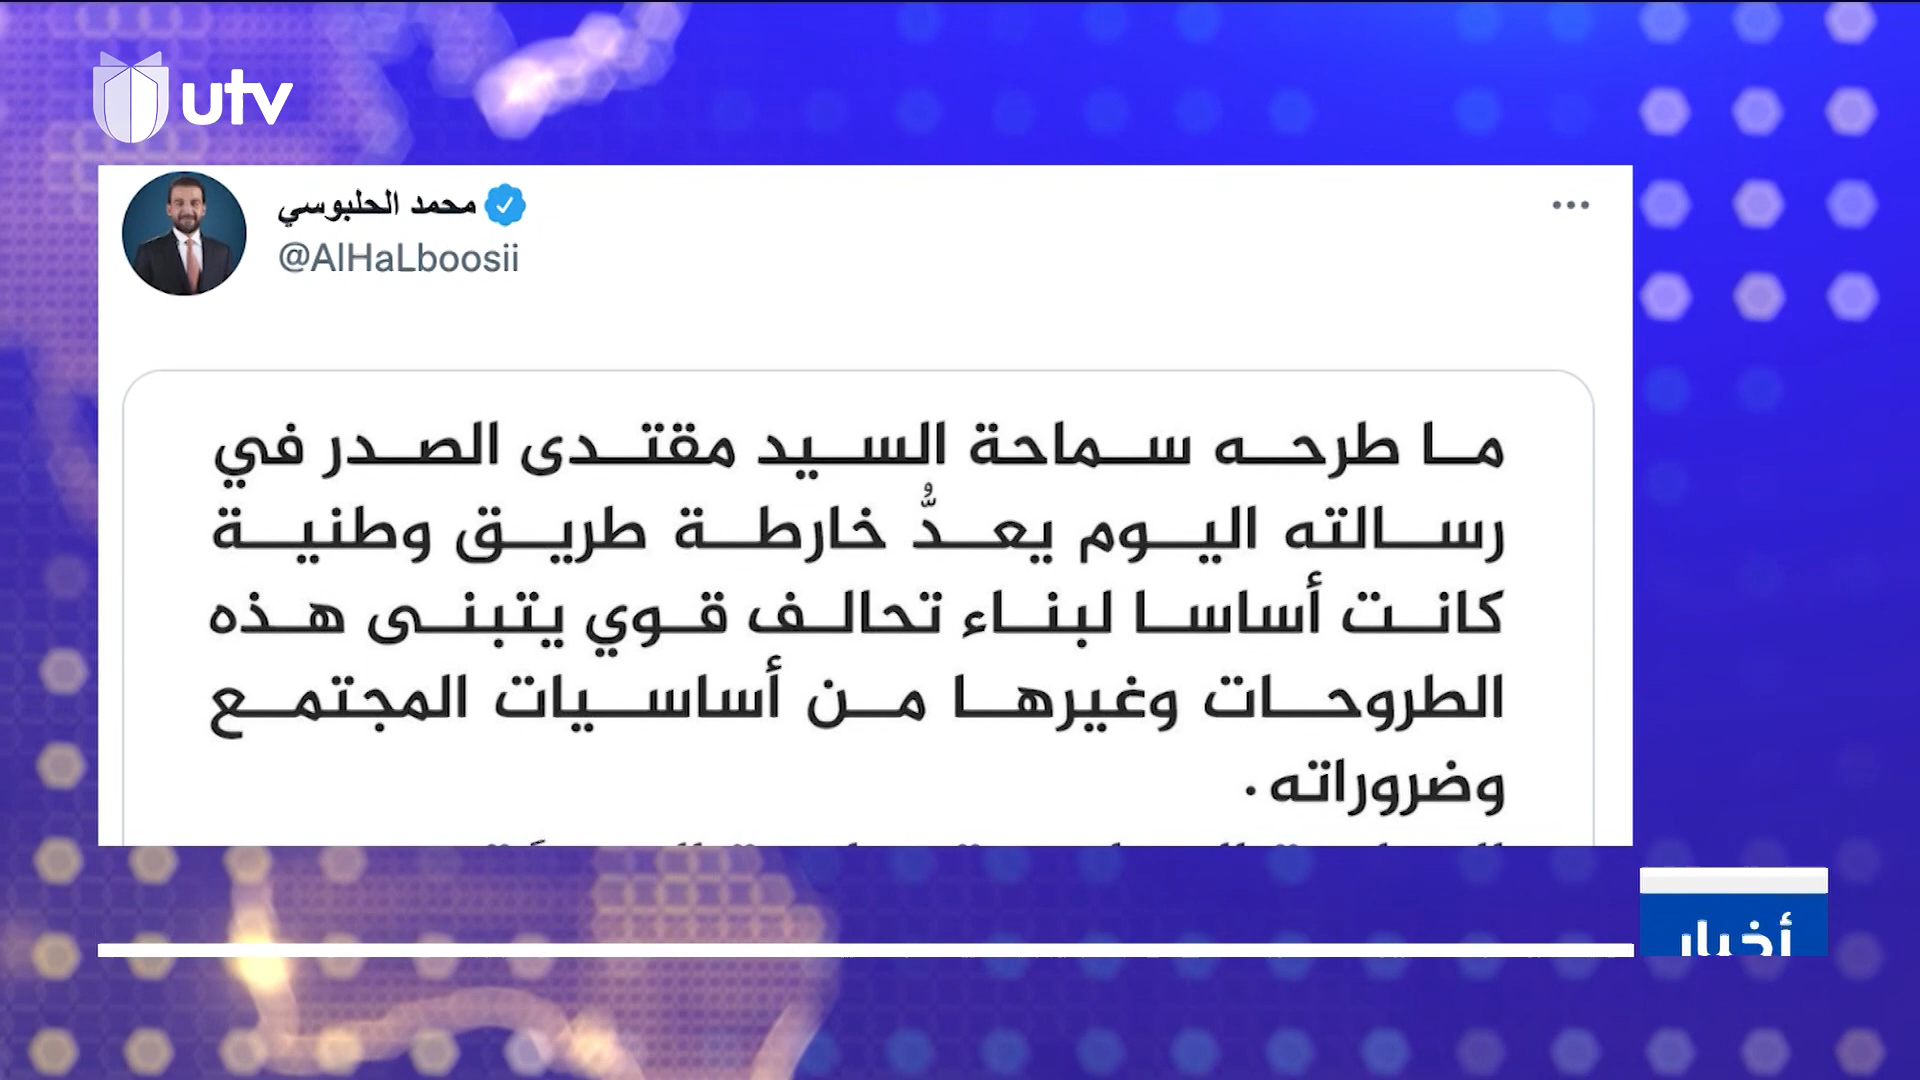 utv
محمد الحلبوسي
@AlHaLboosii
ما طرحه سماحة السيد مقتدى الصدر في
رسالته اليوم يعدُّ خارطة طريق وطنية
كانت أساسا لبناء تحالف قوي يتبنى هذه
الطروحات وغيرها من أساسيات المجتمع
وضروراته.
أخبار